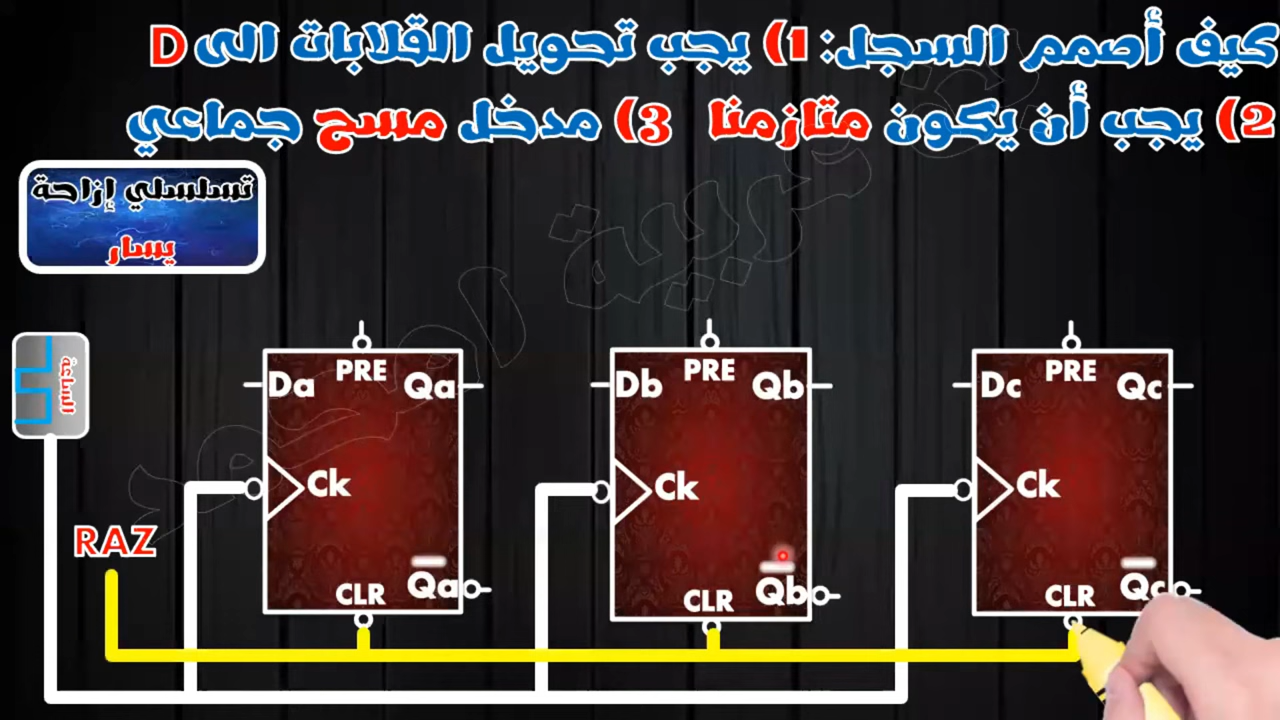 كيف أصمم السجل: 1) يجب تحويل القلابات الى D
2) يجب أن يكون متازمنا 3) مدخل مسح جماعي
تسلسلي إزاحة
يسار
الساعة
PRE
Da
Qa
Ck
Qa
CLR
PRE
Db
Qb
Ck
Qb
CLR
PRE
Dc
Qc
Ck
Qc
CLR
RAZ